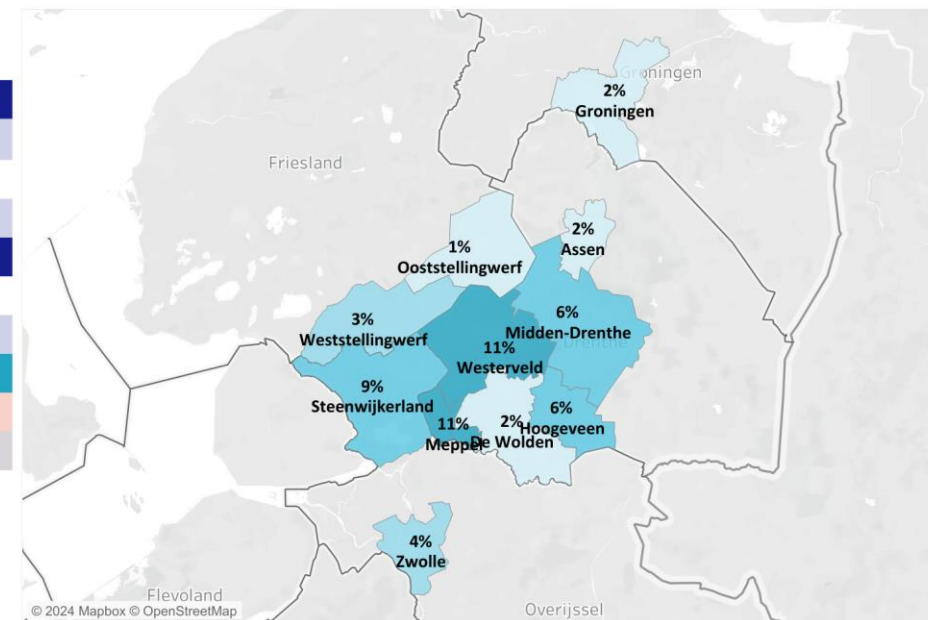 Groningen
2%
Groningen
Friesland
2%
Assen
1%
Ooststellingwerf
6%
Midden-Drenthe
Drenthe
3%
Weststellingwerf
11%
Westerveld
9%
Steenwijkerland
6%
Hoogeveen
11%
Meppel
2%
De Wolden
4%
Zwolle
Flevoland
Overijssel
© 2024 Mapbox © OpenStreetMap